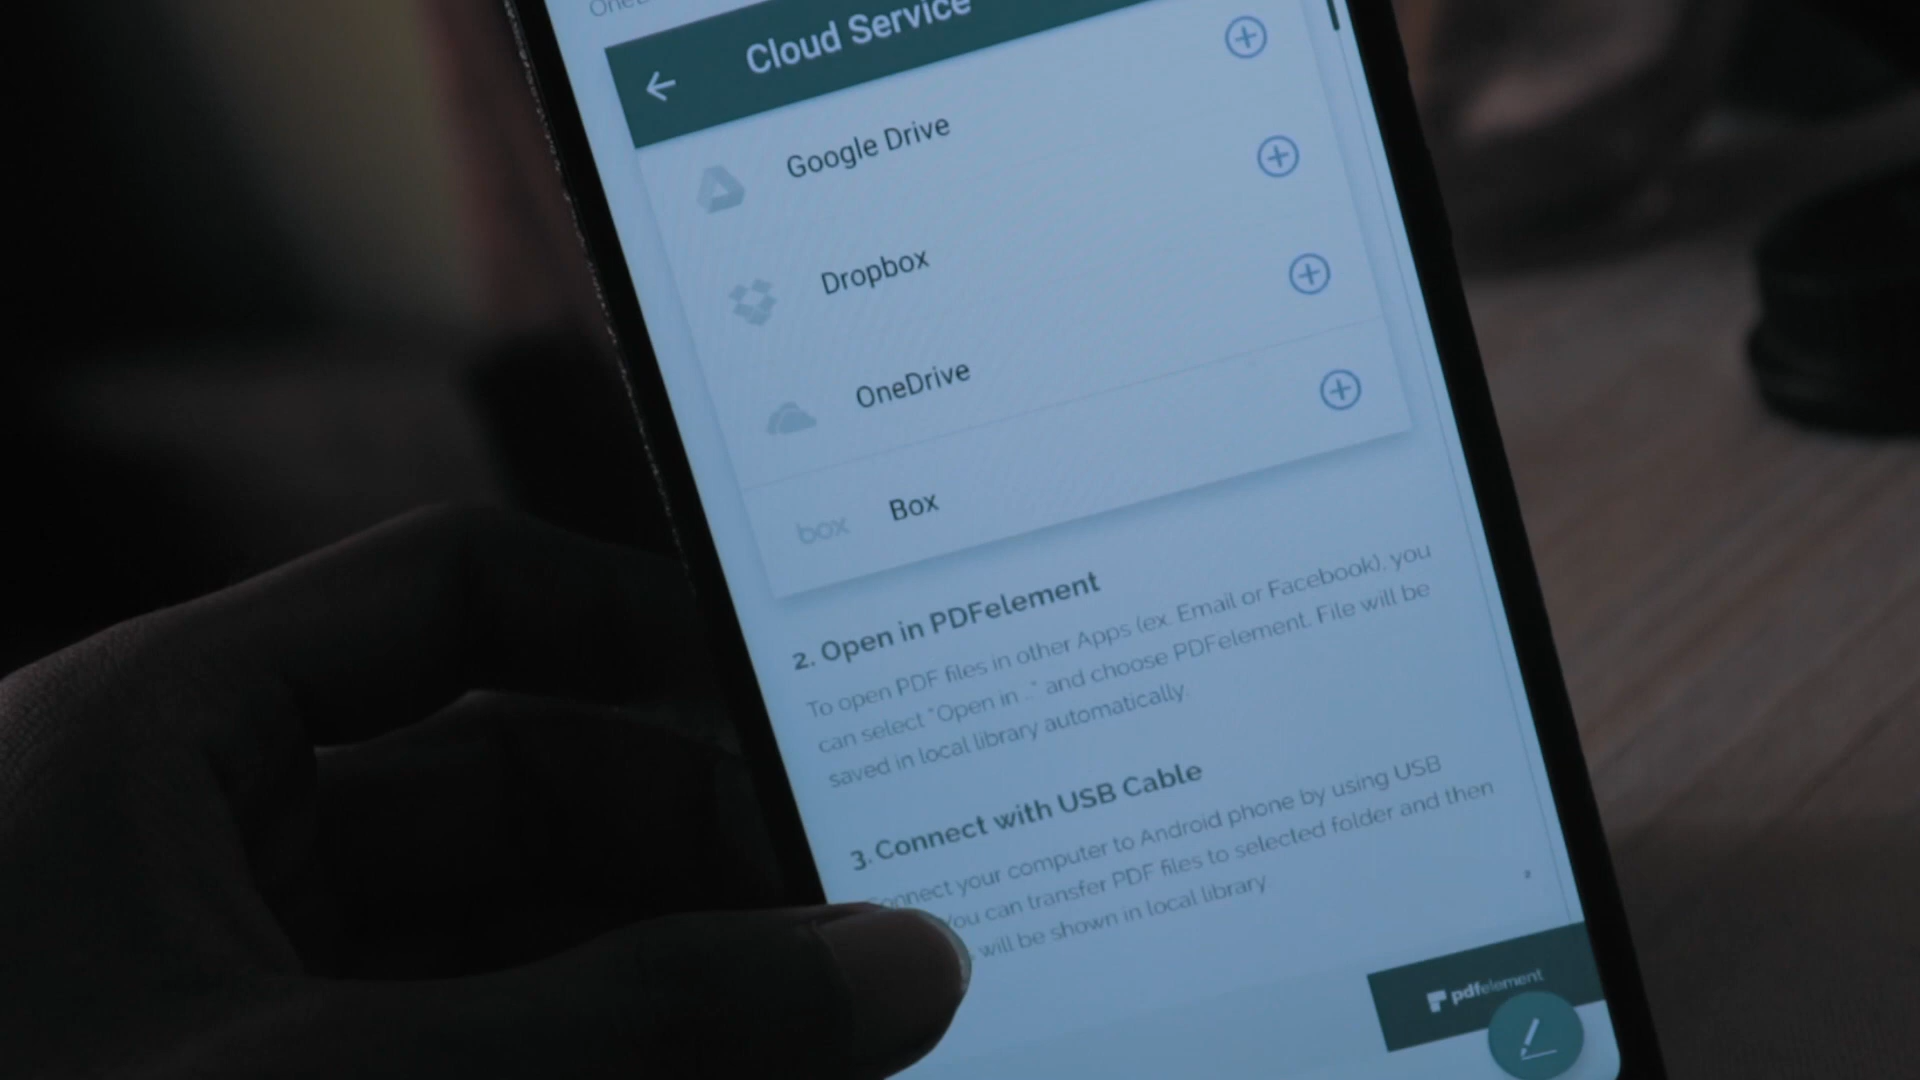 Cloud Service
Google Drive
Dropbox
OneDrive
box Box
2. Open in PDFelement
To open PDF files in other Apps (ex. Email or Facebook), you
can select "Open in .." and choose PDFelement. File will be
saved in local library automatically.
3. Connect with USB Cable
Connect your computer to Android phone by using USB
You can transfer PDF files to selected folder and then
will be shown in local library
pdfelement